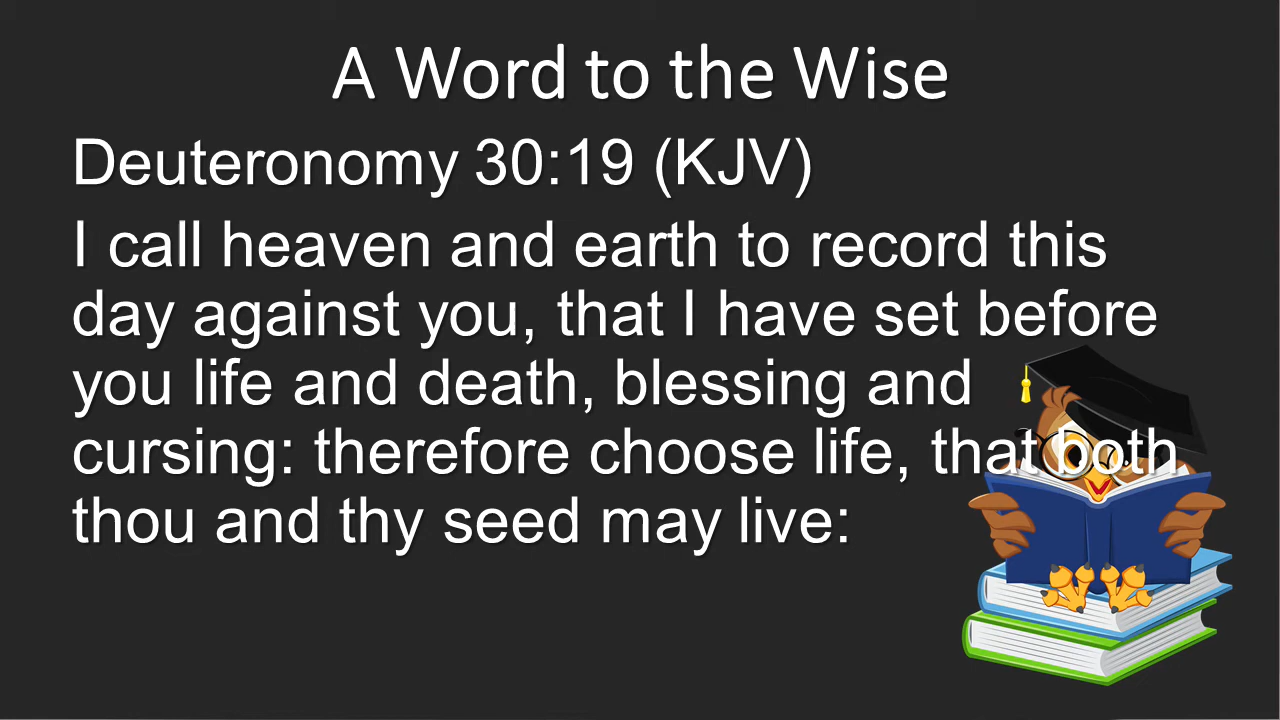 A Word to the Wise
Deuteronomy 30:19 (KJV)
I call heaven and earth to record this
day against you, that I have set before
you life and death, blessing and
cursing: therefore choose life, that both
thou and thy seed may live: